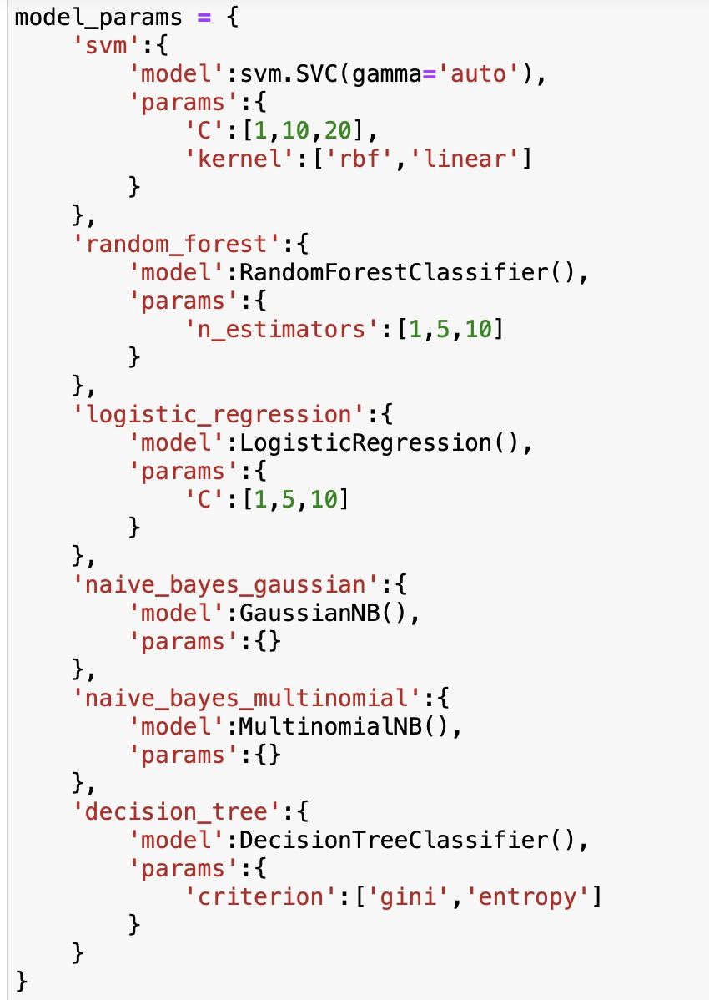 model_params = {
    'svm':{
        'model':svm.SVC(gamma='auto'),
        'params':{
            'C':[1,10,20],
            'kernel':['rbf','linear']
        }
    },
    'random_forest':{
        'model':RandomForestClassifier(),
        'params':{
            'n_estimators':[1,5,10]
        }
    },
    'logistic_regression':{
        'model':LogisticRegression(),
        'params':{
            'C':[1,5,10]
        }
    },
    'naive_bayes_gaussian':{
        'model':GaussianNB(),
        'params':{}
    },
    'naive_bayes_multinomial':{
        'model':MultinomialNB(),
        'params':{}
    },
    'decision_tree':{
        'model':DecisionTreeClassifier(),
        'params':{
            'criterion':['gini','entropy']
        }
    }
}